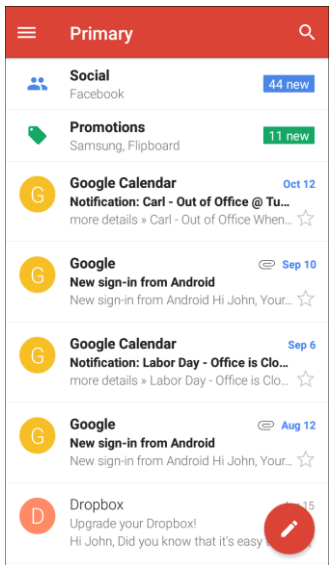 Primary
Social
Facebook
44 new
Promotions
Samsung, Flipboard
11 new
G
Google Calendar
Oct 12
Notification: Carl - Out of Office @ Tu...
more details » Carl - Out of Office When...
G
Google
Sep 10
New sign-in from Android
New sign-in from Android Hi John, Your...
G
Google Calendar
Sep 6
Notification: Labor Day - Office is Clo...
more details » Labor Day - Office is Clo...
G
Google
Aug 12
New sign-in from Android
New sign-in from Android Hi John, Your...
D
Dropbox
15
Upgrade your Dropbox!
Hi John, Did you know that it's easy